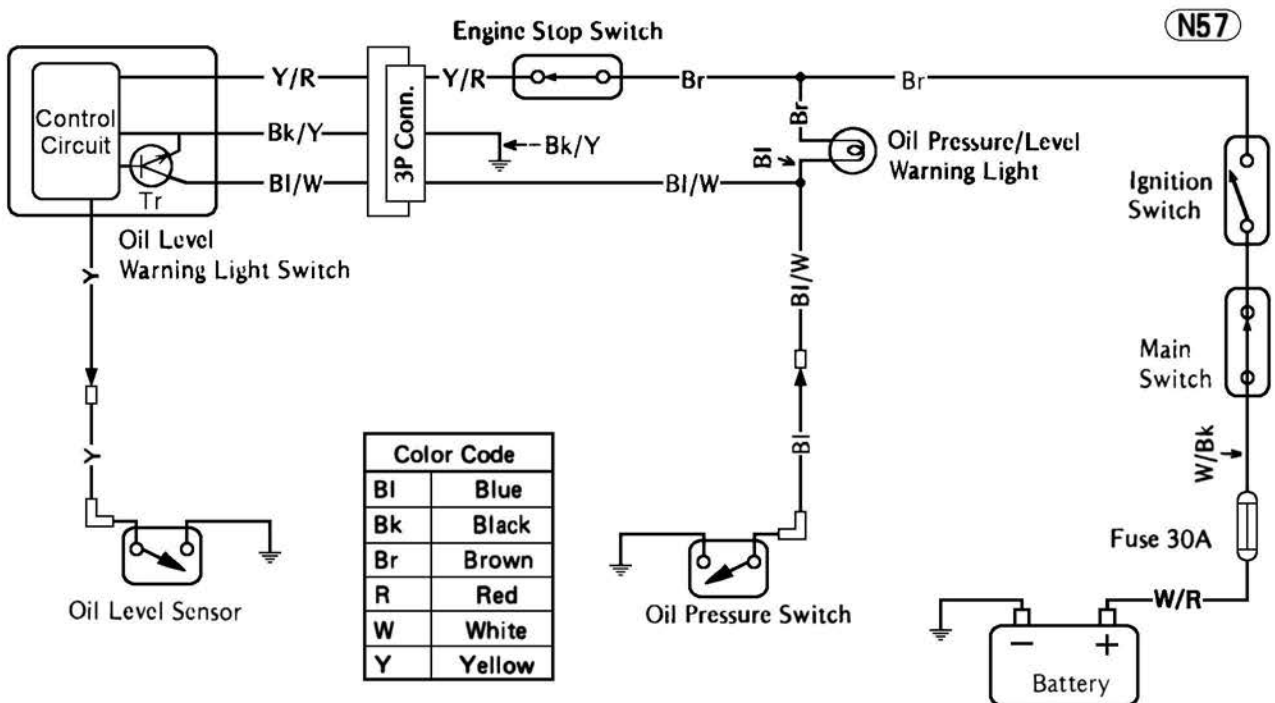 N57
Engine Stop Switch
Y/R
Y/R
Br
Br
Control
Circuit
Bk/Y
3P Conn.
Bk/Y
Br
Bl
Oil Pressure/Level
Warning Light
Bl/W
Bl/W
Tr
Ignition
Switch
Oil Level
Warning Light Switch
Y
Bl/W
Main
Switch
Y
Bl
W/Bk
Color Code
Bl Blue
Bk Black
Br Brown
R Red
W White
Y Yellow
Fuse 30A
Oil Level Sensor
Oil Pressure Switch
W/R
− +
Battery